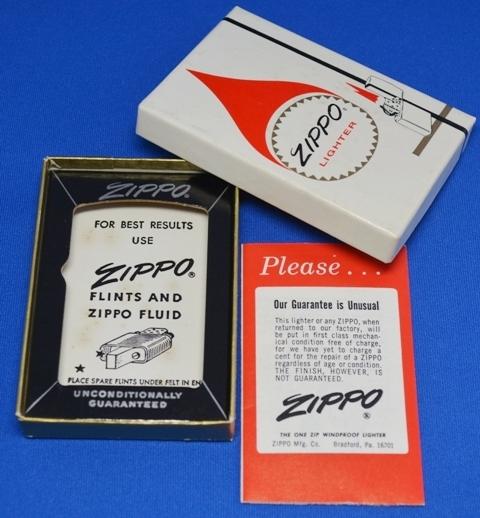 ZIPPO
LIGHTER
ZIPPO®
FOR BEST RESULTS
USE
ZIPPO®
FLINTS AND
ZIPPO FLUID
PLACE SPARE FLINTS UNDER FELT IN EN
UNCONDITIONALLY
GUARANTEED
Please...
Our Guarantee is Unusual
This lighter or any ZIPPO, when
returned to our factory, will
be put in first class mechan-
ical condition free of charge,
for we have yet to charge a
cent for the repair of a ZIPPO
regardless of age or condition.
THE FINISH, HOWEVER, IS
NOT GUARANTEED.
ZIPPO®
THE ONE ZIP WINDPROOF LIGHTER
ZIPPO Mfg. Co. Bradford, Pa. 16701